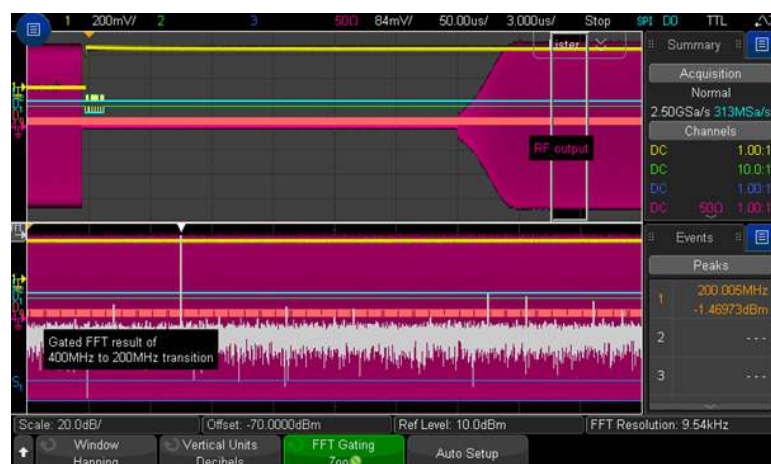 1 200mV/ 2 3 50Ω 84mV/ 50.00us/ 3.000us/ Stop SPI D0 TTL
Lister
Summary
Acquisition
Normal
2.50GSa/s 313MSa/s
Channels
DC 1.00:1
DC 10.0:1
DC 1.00:1
DC 50Ω 1.00:1
RF output
Events
Peaks
1 200.005MHz
-1.46973dBm
2 ---
3 ---
Gated FFT result of
400MHz to 200MHz transition
Scale: 20.0dB/ Offset: -70.0000dBm Ref Level: 10.0dBm FFT Resolution: 9.54kHz
Window
Hanning
Vertical Units
Decibels
FFT Gating
Auto Setup